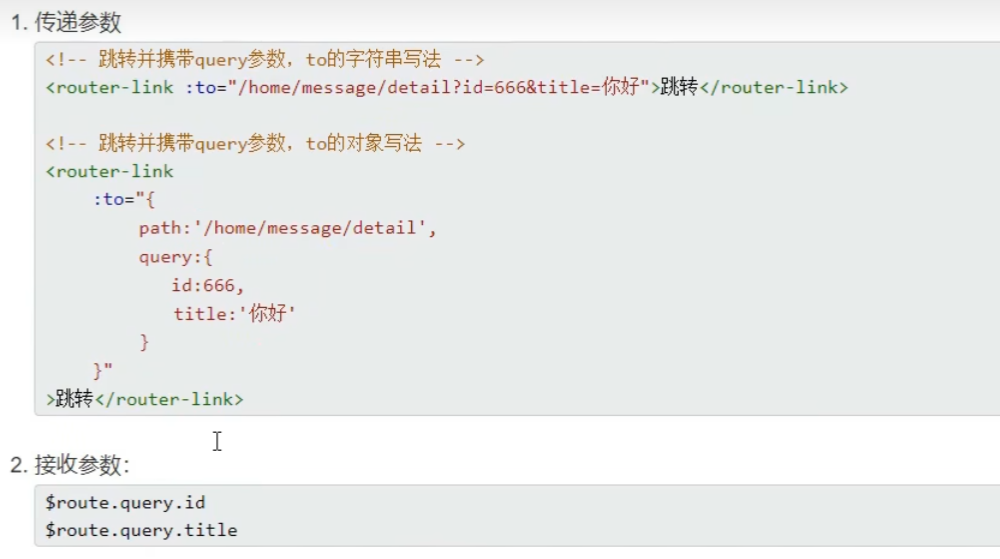 1. 传递参数
<!-- 跳转并携带query参数，to的字符串写法 -->
<router-link :to="/home/message/detail?id=666&title=你好">跳转</router-link>
<!-- 跳转并携带query参数，to的对象写法 -->
<router-link
:to="{
path:'/home/message/detail',
query:{
id:666,
title:'你好'
}
}"
>跳转</router-link>
2. 接收参数：
$route.query.id
$route.query.title